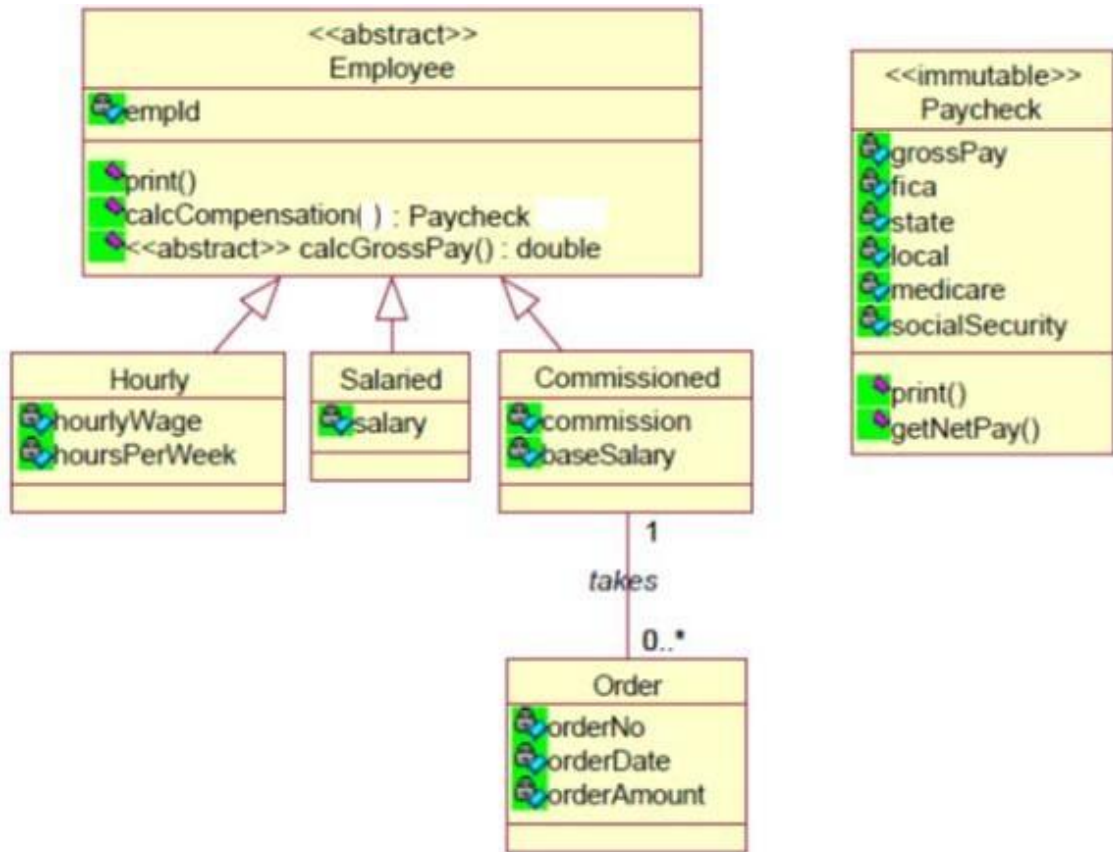 <<abstract>>
Employee
empId
print()
calcCompensation( ) : Paycheck
<<abstract>> calcGrossPay() : double
<<immutable>>
Paycheck
grossPay
fica
state
local
medicare
socialSecurity
print()
getNetPay()
Hourly
hourlyWage
hoursPerWeek
Salaried
salary
Commissioned
commission
baseSalary
1
takes
0..*
Order
orderNo
orderDate
orderAmount